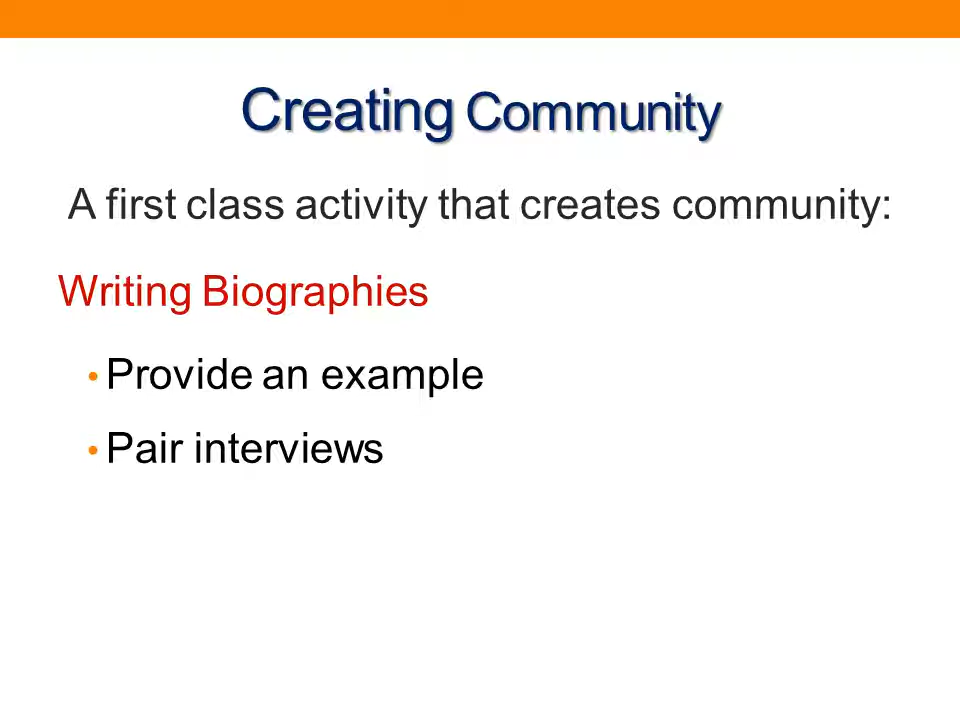 Creating Community
A first class activity that creates community:
Writing Biographies
• Provide an example
• Pair interviews